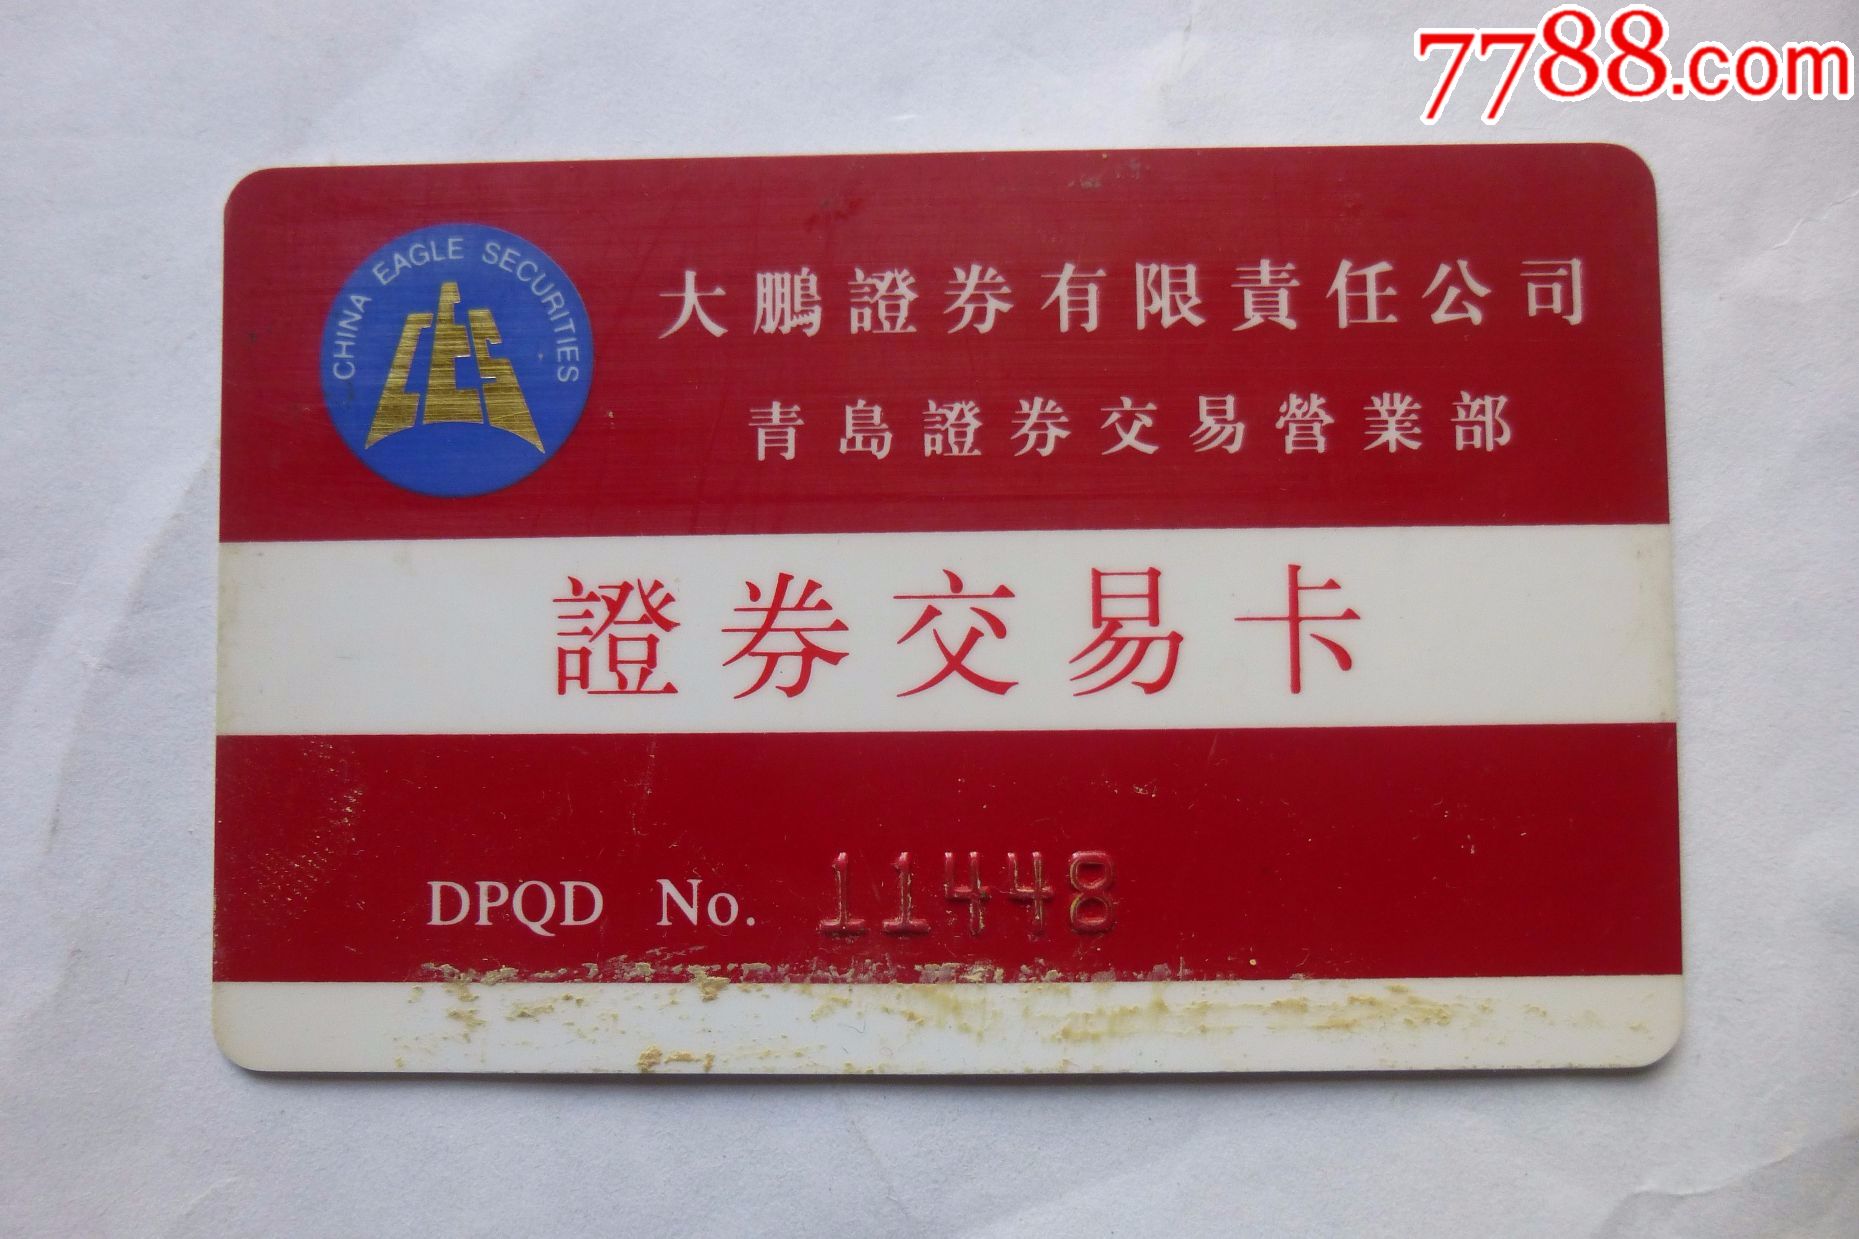 7788.com
CHINA EAGLE SECURITIES
大鵬證券有限責任公司
青島證券交易營業部
證券交易卡
DPQD No. 11448